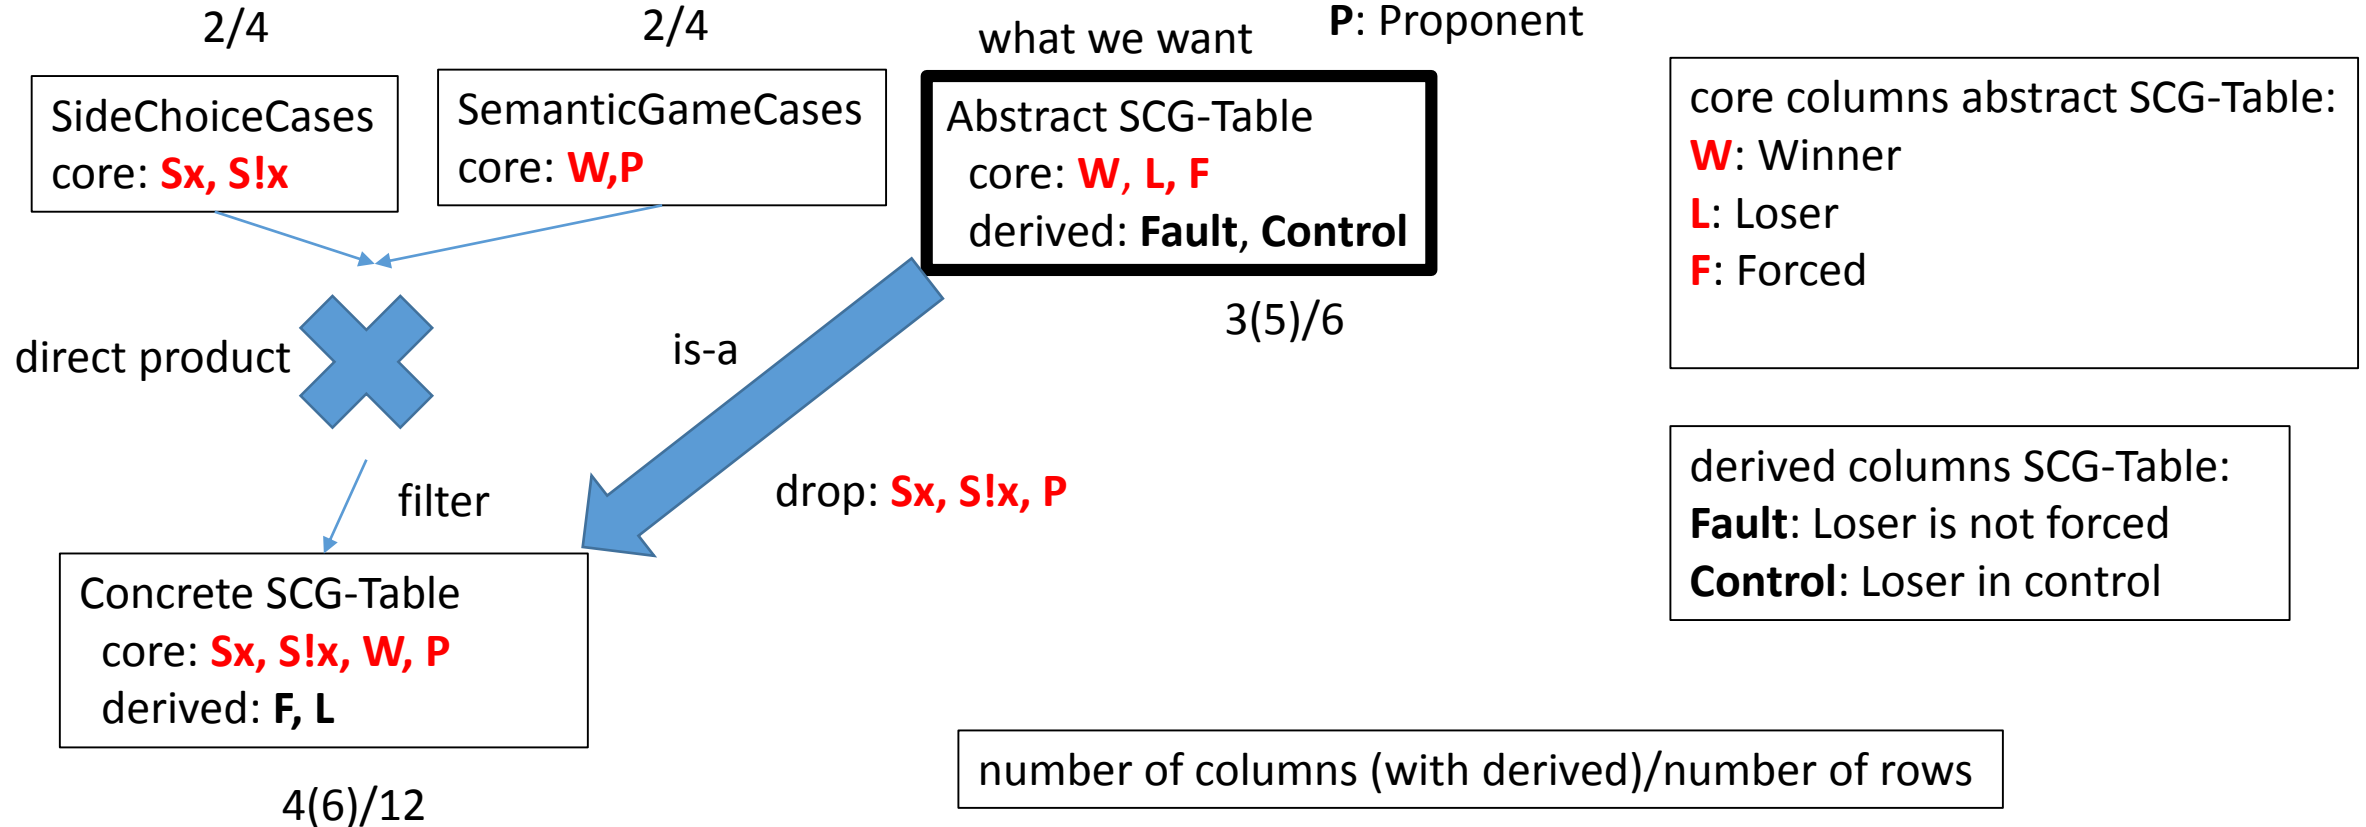 2/4
2/4
what we want
P: Proponent
SideChoiceCases
core: Sx, S!x
SemanticGameCases
core: W,P
Abstract SCG-Table
core: W, L, F
derived: Fault, Control
3(5)/6
core columns abstract SCG-Table:
W: Winner
L: Loser
F: Forced
direct product
is-a
filter
drop: Sx, S!x, P
derived columns SCG-Table:
Fault: Loser is not forced
Control: Loser in control
Concrete SCG-Table
core: Sx, S!x, W, P
derived: F, L
4(6)/12
number of columns (with derived)/number of rows